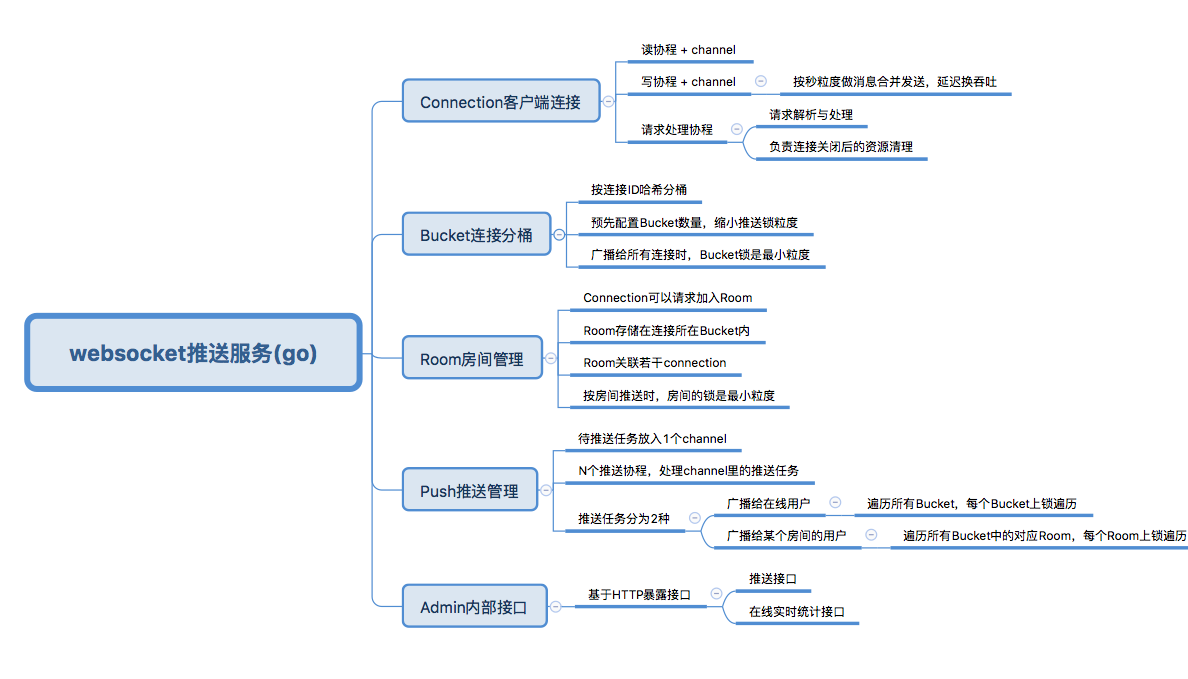 websocket推送服务(go)
Connection客户端连接
读协程 + channel
写协程 + channel
按秒粒度做消息合并发送，延迟换吞吐
请求处理协程
请求解析与处理
负责连接关闭后的资源清理
Bucket连接分桶
按连接ID哈希分桶
预先配置Bucket数量，缩小推送锁粒度
广播给所有连接时，Bucket锁是最小粒度
Room房间管理
Connection可以请求加入Room
Room存储在连接所在Bucket内
Room关联若干connection
按房间推送时，房间的锁是最小粒度
Push推送管理
待推送任务放入1个channel
N个推送协程，处理channel里的推送任务
推送任务分为2种
广播给在线用户
遍历所有Bucket，每个Bucket上锁遍历
广播给某个房间的用户
遍历所有Bucket中的对应Room，每个Room上锁遍历
Admin内部接口
基于HTTP暴露接口
推送接口
在线实时统计接口